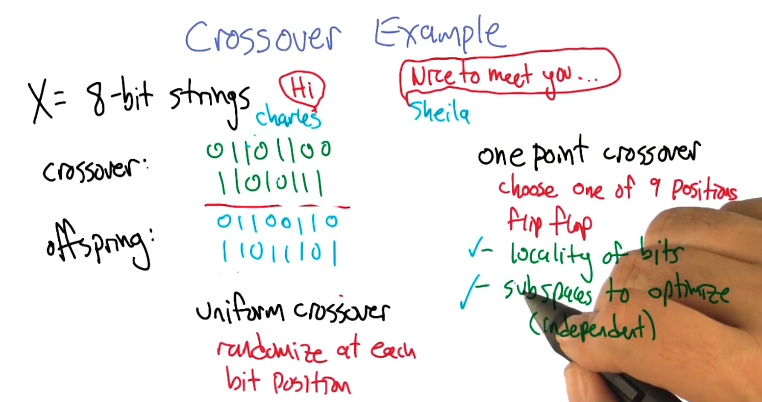 Crossover Example
X = 8-bit strings
Hi
charles
Nice to meet you...
Sheila
crossover:
01101100
11010111
offspring:
01100110
11011101
uniform crossover
randomize at each
bit position
one point crossover
choose one of 9 positions
flip flop
- locality of bits
- subspaces to optimize
(independent)